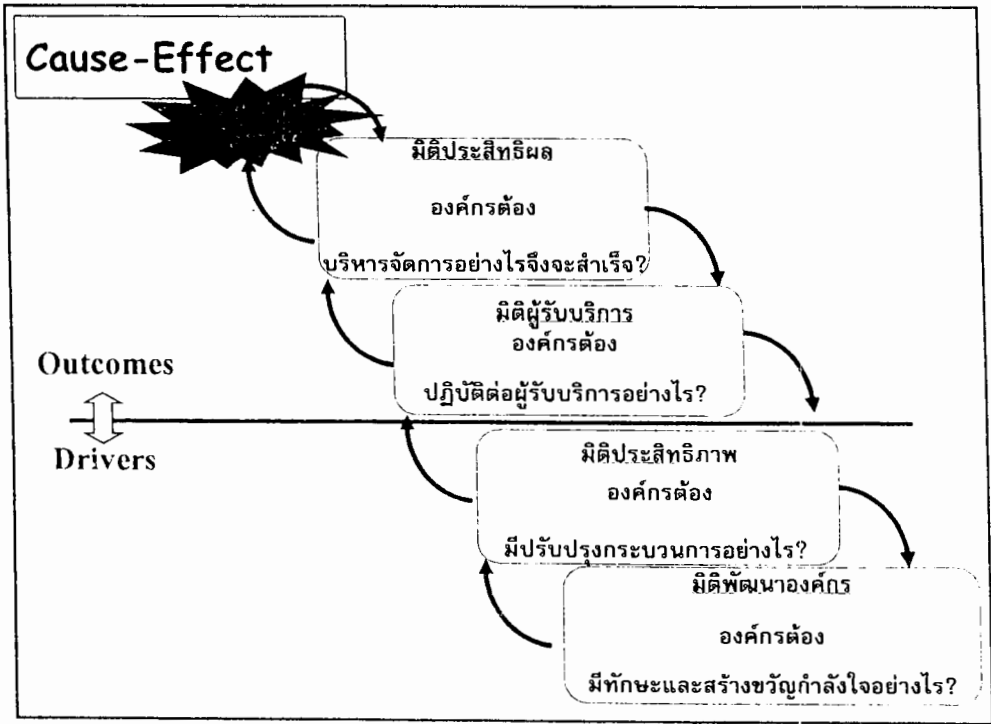 Cause-Effect
มิติประสิทธิผล
องค์กรต้อง
บริหารจัดการอย่างไรจึงจะสำเร็จ?
มิติผู้รับบริการ
องค์กรต้อง
ปฏิบัติต่อผู้รับบริการอย่างไร?
Outcomes
Drivers
มิติประสิทธิภาพ
องค์กรต้อง
มีปรับปรุงกระบวนการอย่างไร?
มิติพัฒนาองค์กร
องค์กรต้อง
มีทักษะและสร้างขวัญกำลังใจอย่างไร?